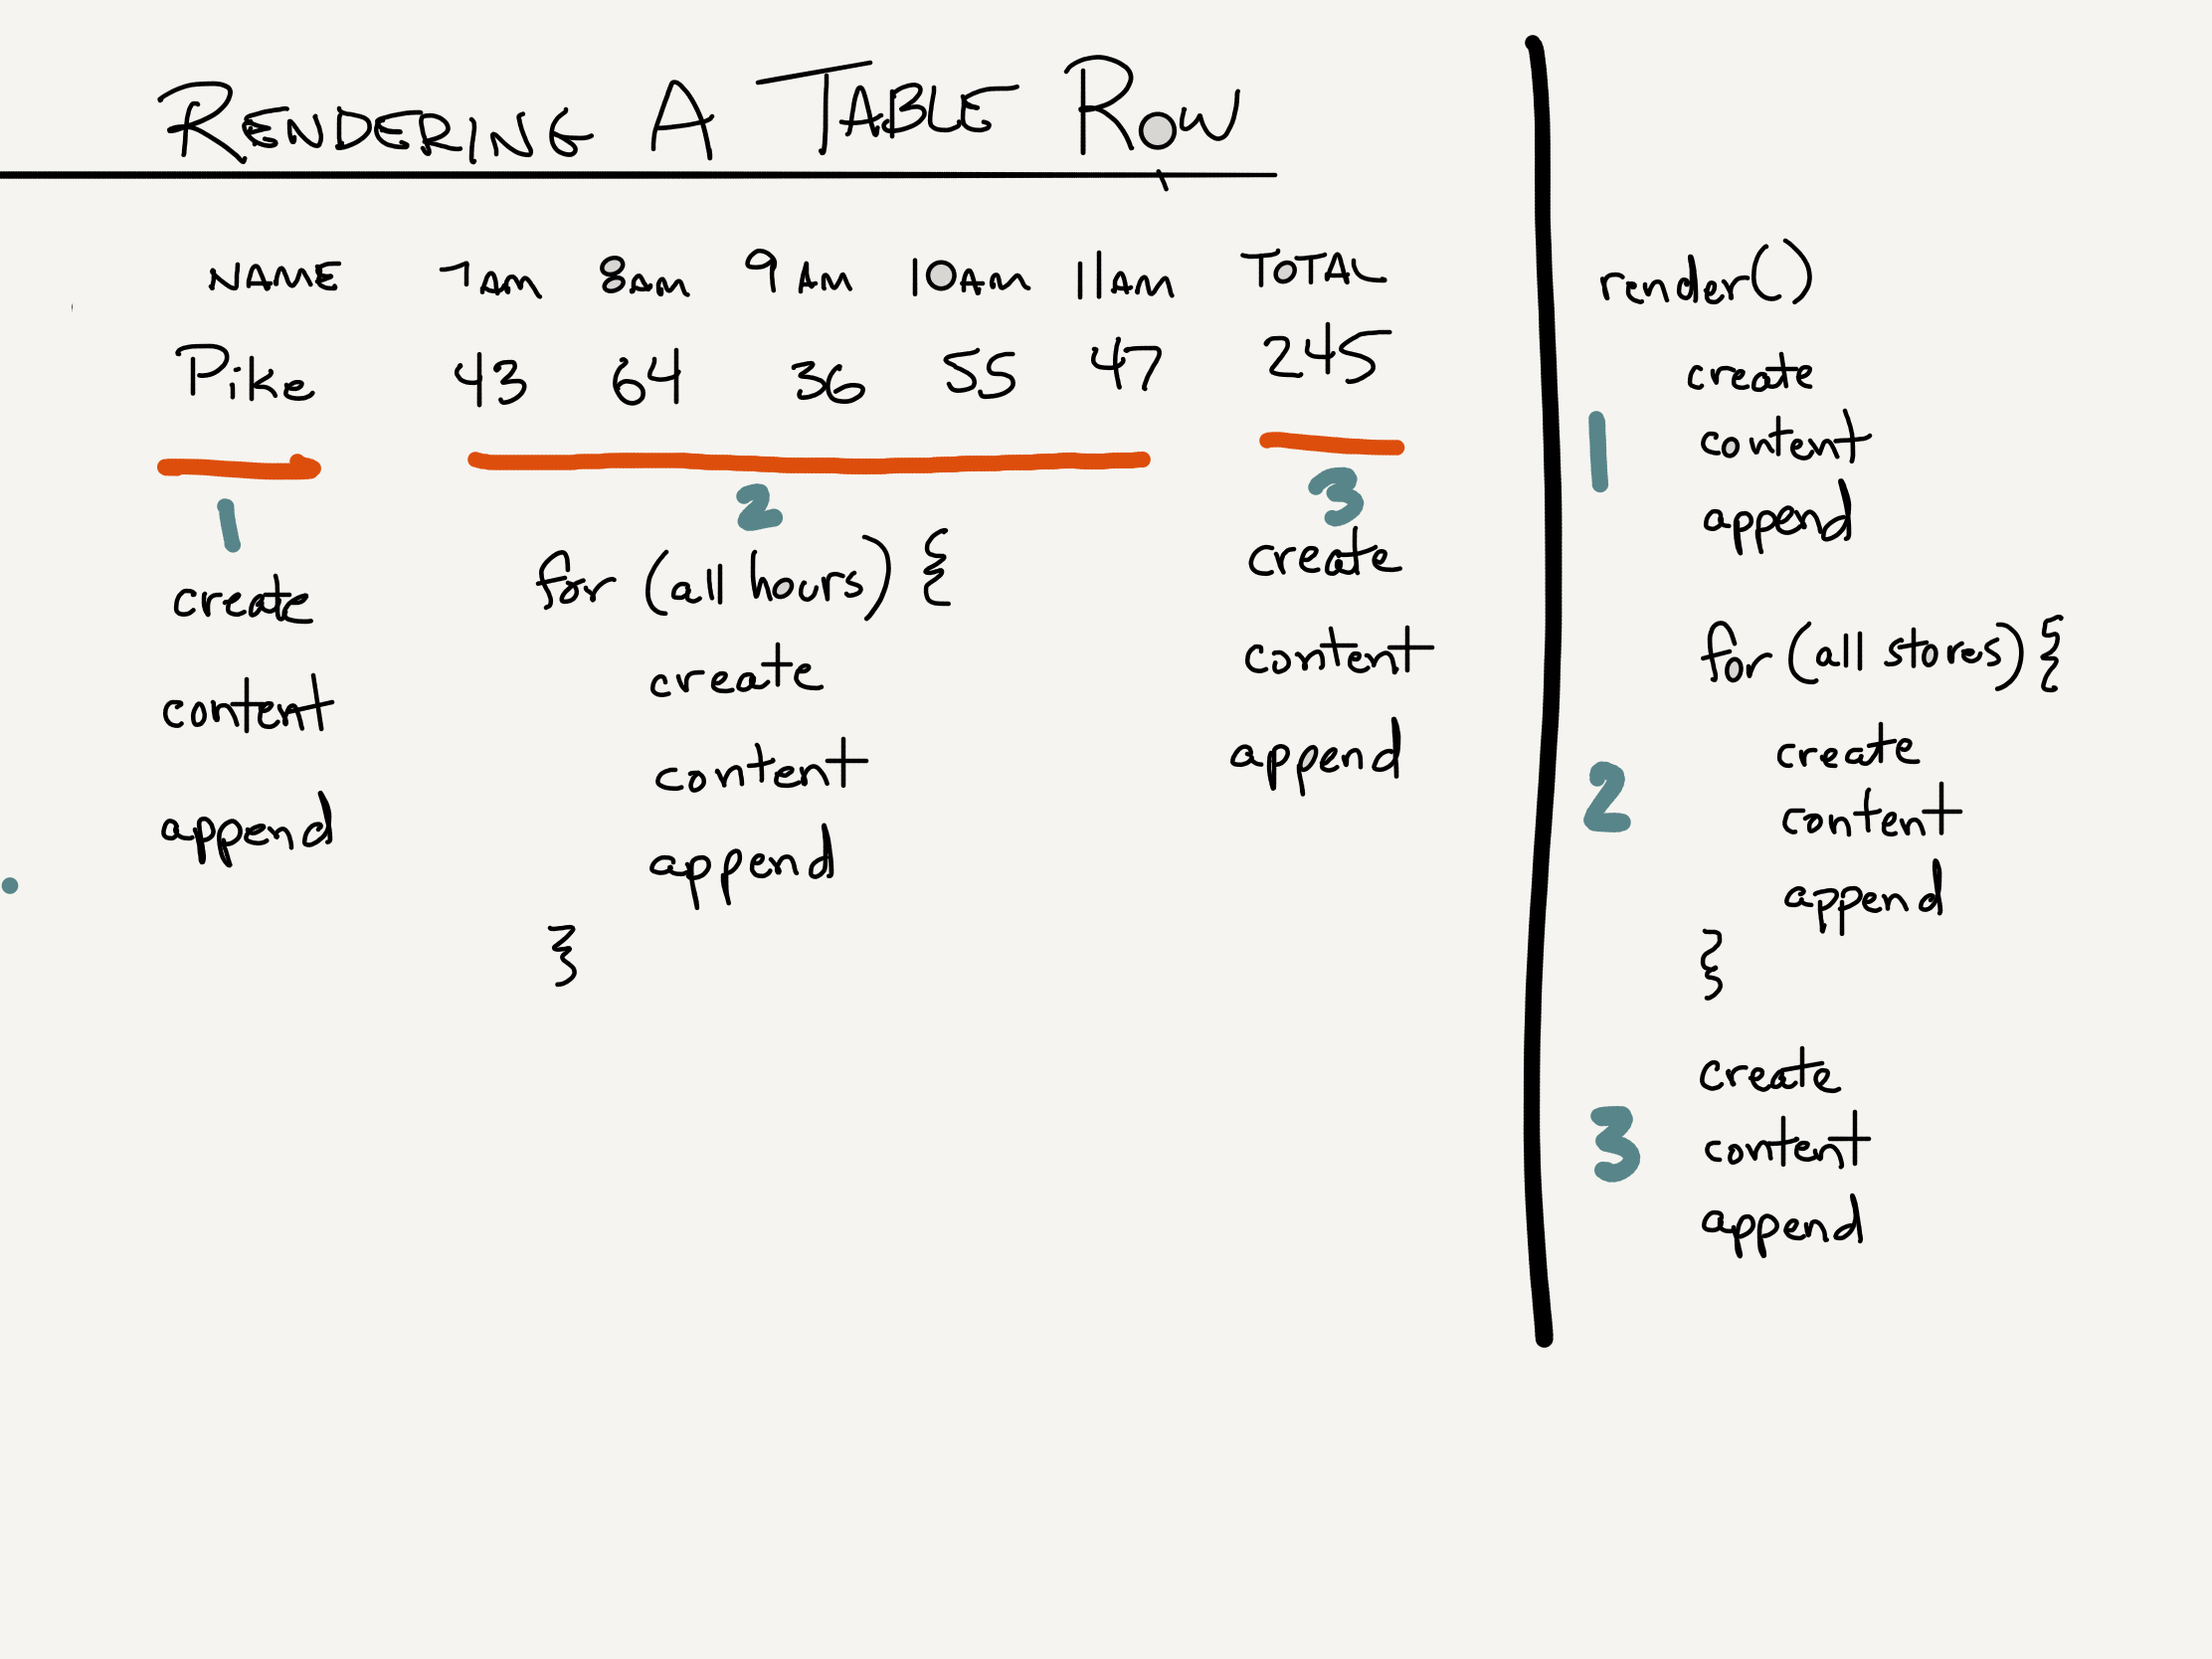 RENDERING A TABLE ROW
NAME 7AM 8AM 9AM 10AM 11AM TOTAL
Pike 43 64 36 55 47 245
1 2 3
create
content
append
for (all hours) {
create
content
append
}
create
content
append
render()
1
create
content
append
for (all stores) {
2
create
content
append
}
3
create
content
append